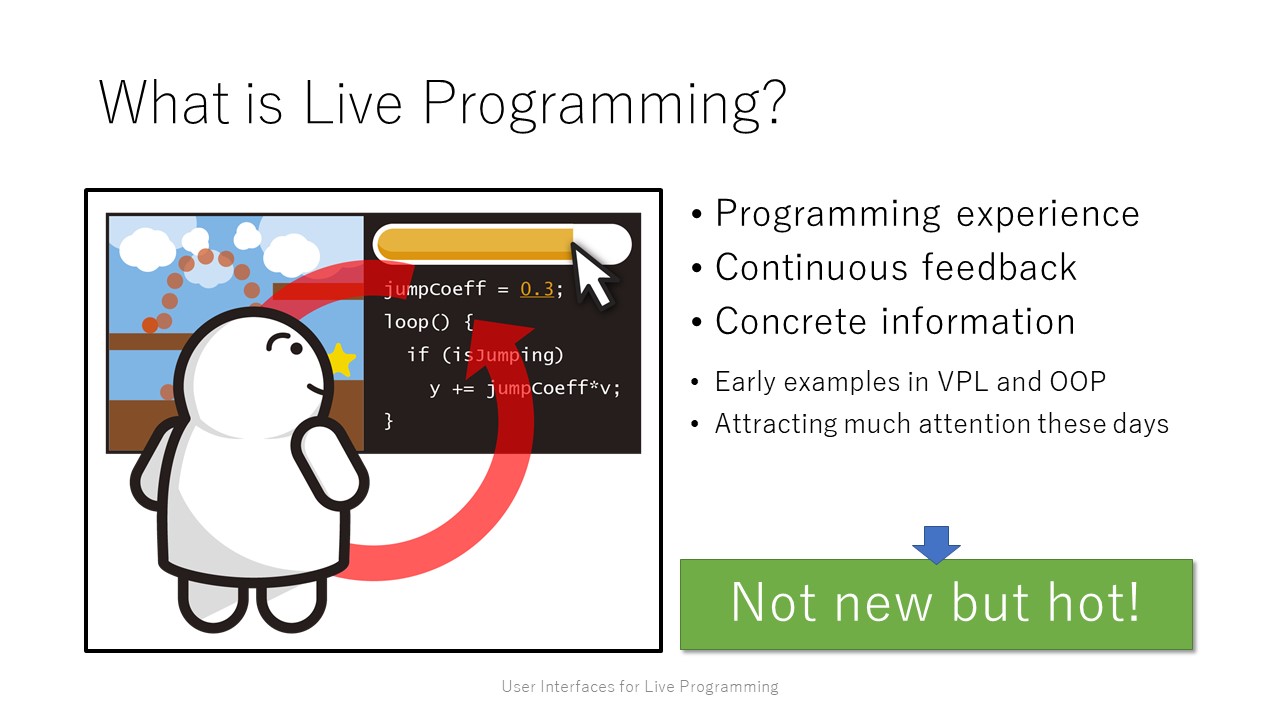 What is Live Programming?
jumpCoeff = 0.3;
loop() {
if (isJumping)
y += jumpCoeff*v;
}
• Programming experience
• Continuous feedback
• Concrete information
• Early examples in VPL and OOP
• Attracting much attention these days
Not new but hot!
User Interfaces for Live Programming